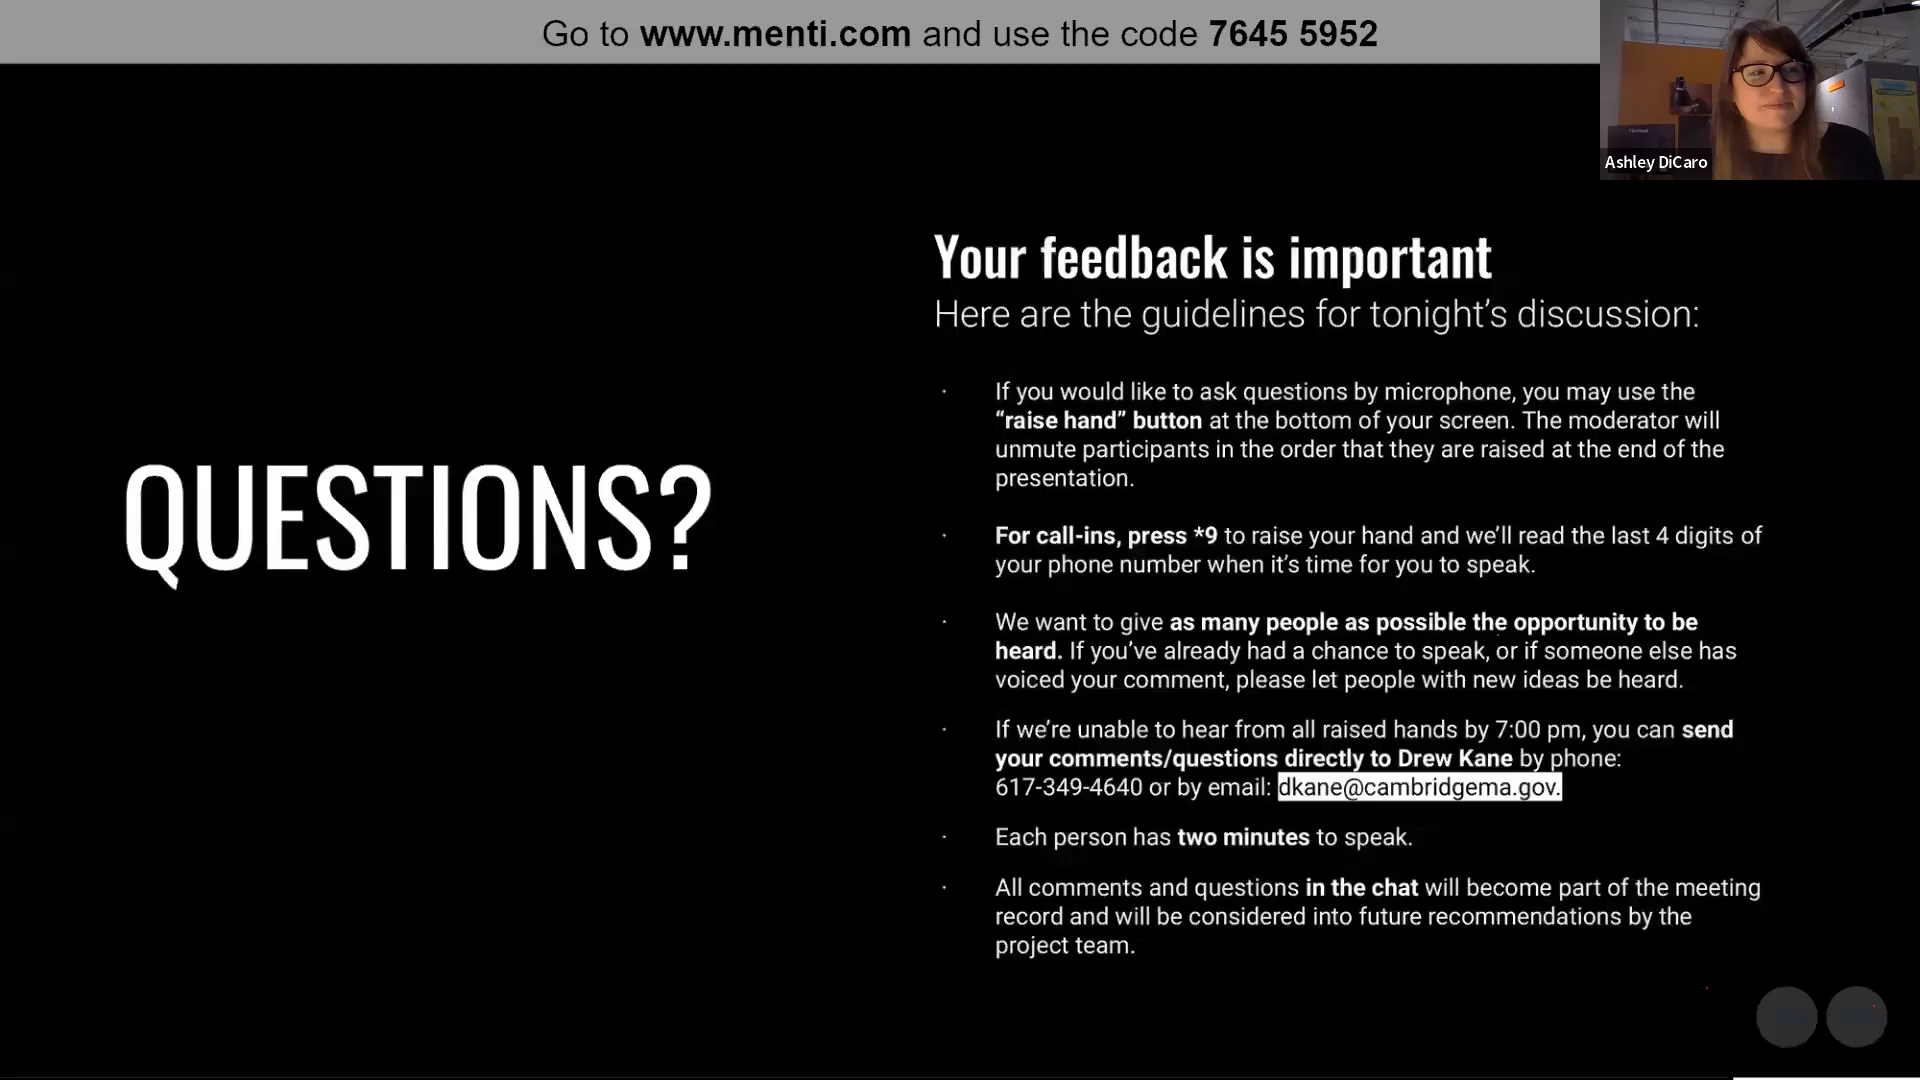 Go to www.menti.com and use the code 7645 5952
Ashley DiCaro
QUESTIONS?
Your feedback is important
Here are the guidelines for tonight’s discussion:
· If you would like to ask questions by microphone, you may use the
“raise hand” button at the bottom of your screen. The moderator will
unmute participants in the order that they are raised at the end of the
presentation.
· For call-ins, press *9 to raise your hand and we’ll read the last 4 digits of
your phone number when it’s time for you to speak.
· We want to give as many people as possible the opportunity to be
heard. If you’ve already had a chance to speak, or if someone else has
voiced your comment, please let people with new ideas be heard.
· If we’re unable to hear from all raised hands by 7:00 pm, you can send
your comments/questions directly to Drew Kane by phone:
617-349-4640 or by email: dkane@cambridgema.gov.
· Each person has two minutes to speak.
· All comments and questions in the chat will become part of the meeting
record and will be considered into future recommendations by the
project team.